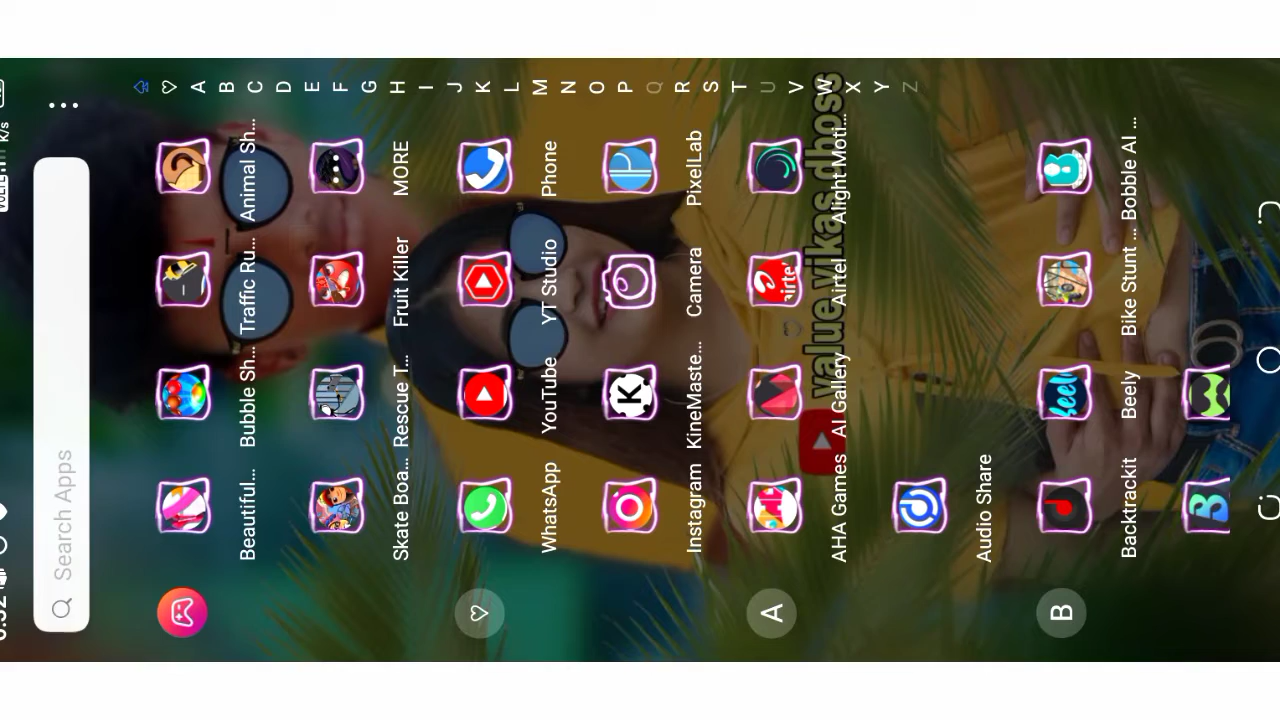 Search Apps
Beautiful... Bubble Sh... Traffic Ru... Animal Sh...
Skate Boa... Rescue T... Fruit Killer MORE
WhatsApp YouTube YT Studio Phone
Instagram KineMaste... Camera PixelLab
A
AHA Games AI Gallery Airtel Alight Moti...
value vikas dboss
Audio Share
B
Backtrackit Beely Bike Stunt ... Bobble AI ...
A
B
C
D
E
F
G
H
I
J
K
L
M
N
O
P
Q
R
S
T
U
V
W
X
Y
Z